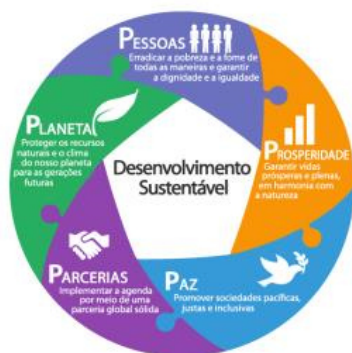 PESSOAS
Erradicar a pobreza e a fome de
todas as maneiras e garantir
a dignidade e a igualdade
PROSPERIDADE
Garantir vidas
prósperas e plenas,
em harmonia com
a natureza
PAZ
Promover sociedades pacíficas,
justas e inclusivas
PARCERIAS
Implementar a agenda
por meio de uma
parceria global sólida
PLANETA
Proteger os recursos
naturais e o clima
do nosso planeta
para as gerações
futuras
Desenvolvimento
Sustentável